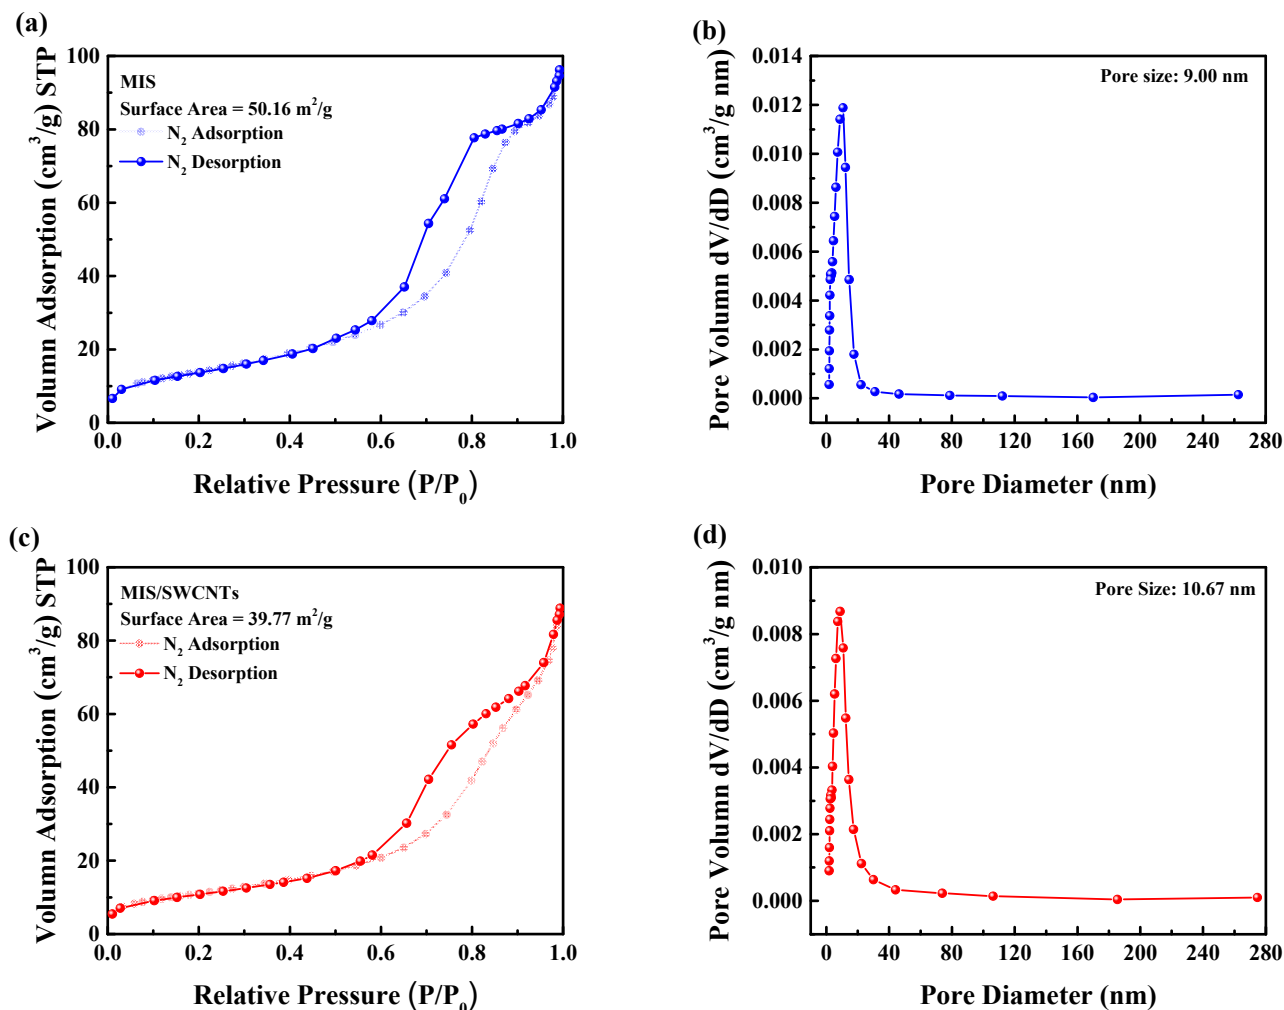 (a)
Volumn Adsorption (cm³/g) STP
100
80
60
40
20
0
MIS
Surface Area = 50.16 m²/g
N₂ Adsorption
N₂ Desorption
0.0 0.2 0.4 0.6 0.8 1.0
Relative Pressure (P/P₀)
(b)
Pore Volumn dV/dD (cm³/g nm)
0.014
0.012
0.010
0.008
0.006
0.004
0.002
0.000
Pore size: 9.00 nm
0 40 80 120 160 200 240 280
Pore Diameter (nm)
(c)
Volumn Adsorption (cm³/g) STP
100
80
60
40
20
0
MIS/SWCNTs
Surface Area = 39.77 m²/g
N₂ Adsorption
N₂ Desorption
0.0 0.2 0.4 0.6 0.8 1.0
Relative Pressure (P/P₀)
(d)
Pore Volumn dV/dD (cm³/g nm)
0.010
0.008
0.006
0.004
0.002
0.000
Pore Size: 10.67 nm
0 40 80 120 160 200 240 280
Pore Diameter (nm)